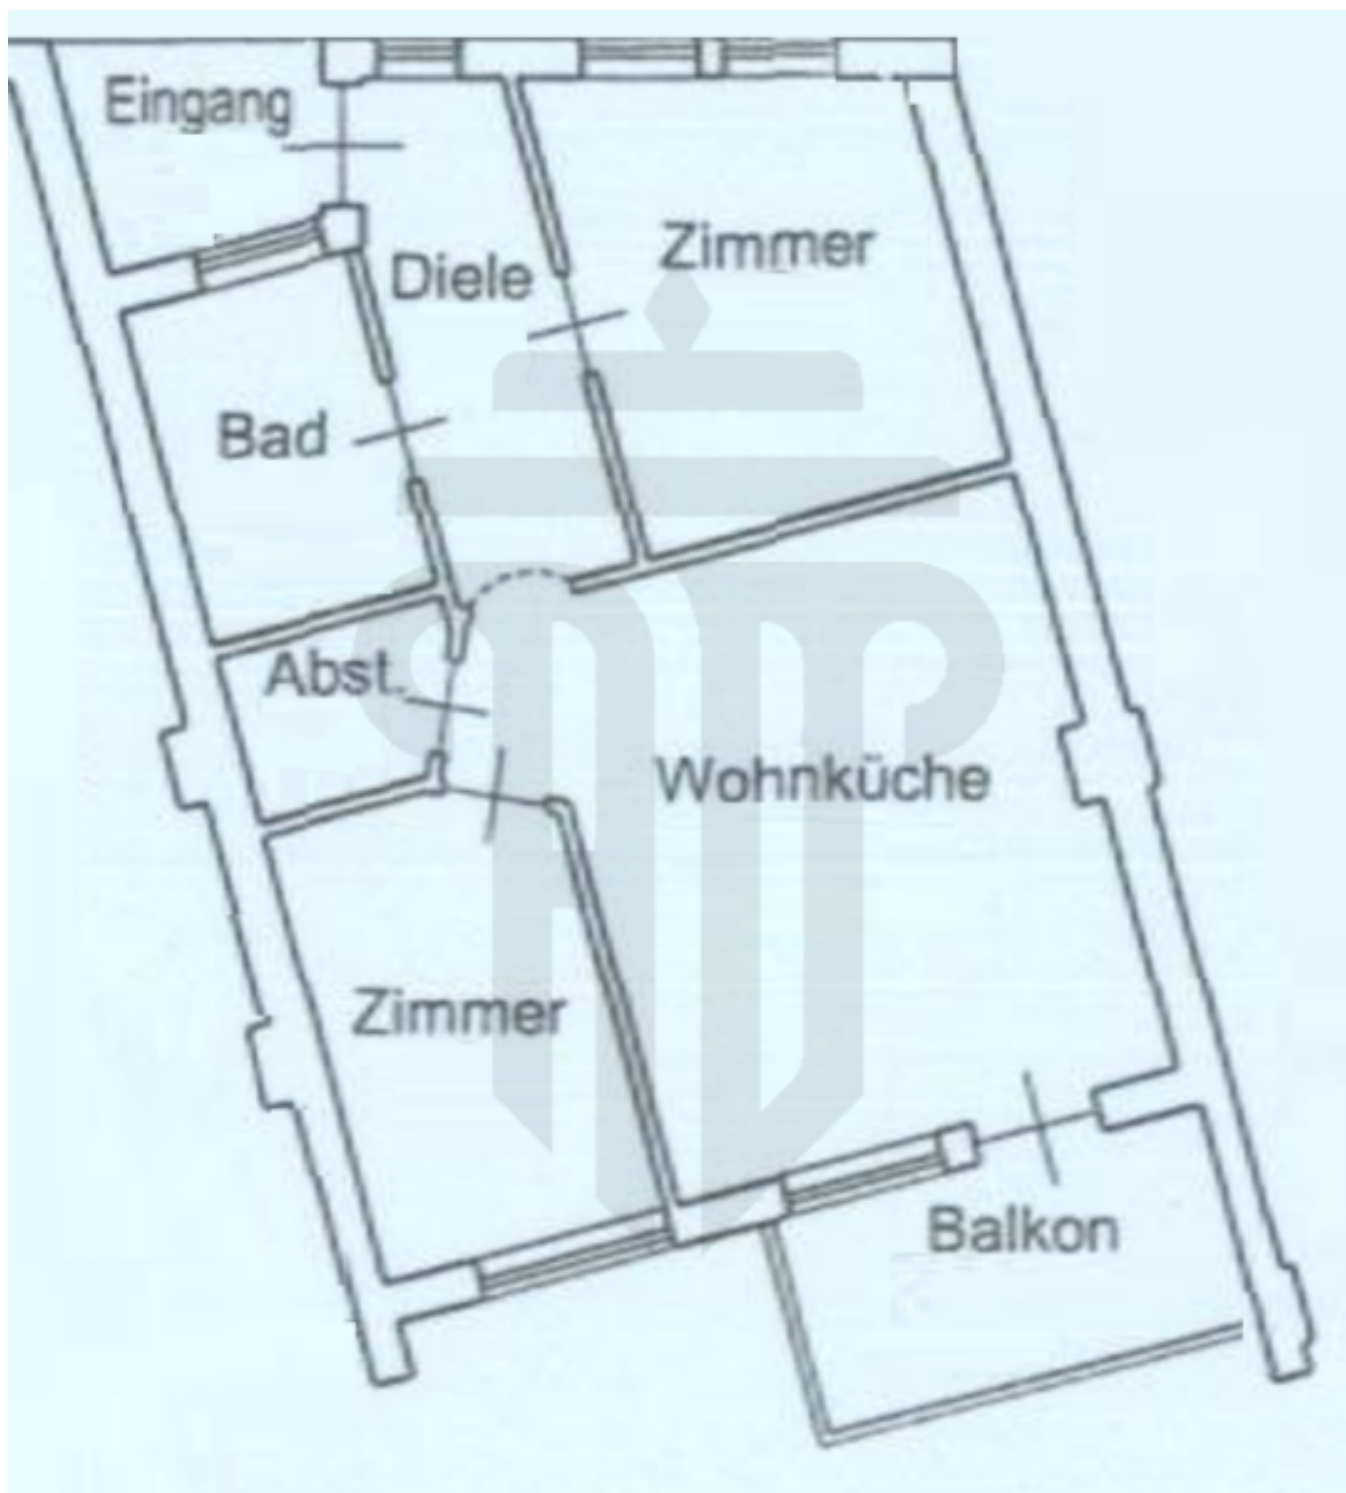 Eingang
Diele
Zimmer
Bad
Abst.
Wohnküche
Zimmer
Balkon